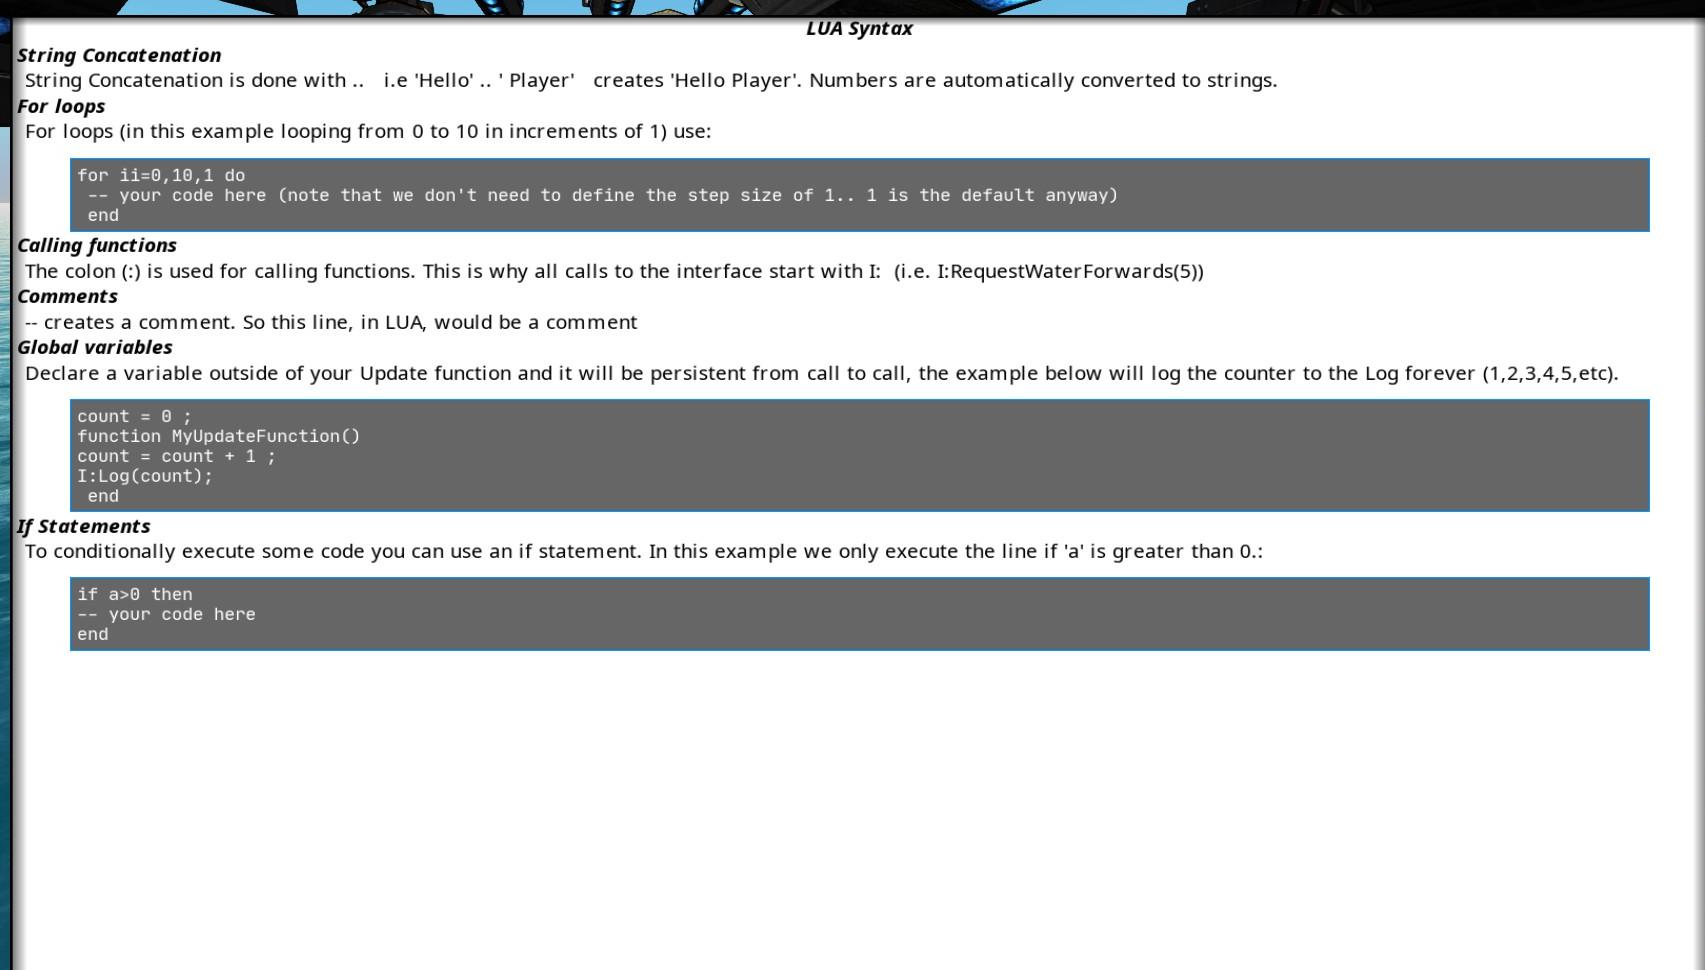 LUA Syntax
String Concatenation
String Concatenation is done with ..   i.e 'Hello' .. ' Player'   creates 'Hello Player'. Numbers are automatically converted to strings.
For loops
For loops (in this example looping from 0 to 10 in increments of 1) use:
for ii=0,10,1 do
 -- your code here (note that we don't need to define the step size of 1.. 1 is the default anyway)
 end
Calling functions
The colon (:) is used for calling functions. This is why all calls to the interface start with I:  (i.e. I:RequestWaterForwards(5))
Comments
-- creates a comment. So this line, in LUA, would be a comment
Global variables
Declare a variable outside of your Update function and it will be persistent from call to call, the example below will log the counter to the Log forever (1,2,3,4,5,etc).
count = 0 ;
function MyUpdateFunction()
count = count + 1 ;
I:Log(count);
 end
If Statements
To conditionally execute some code you can use an if statement. In this example we only execute the line if 'a' is greater than 0.:
if a>0 then
-- your code here
end